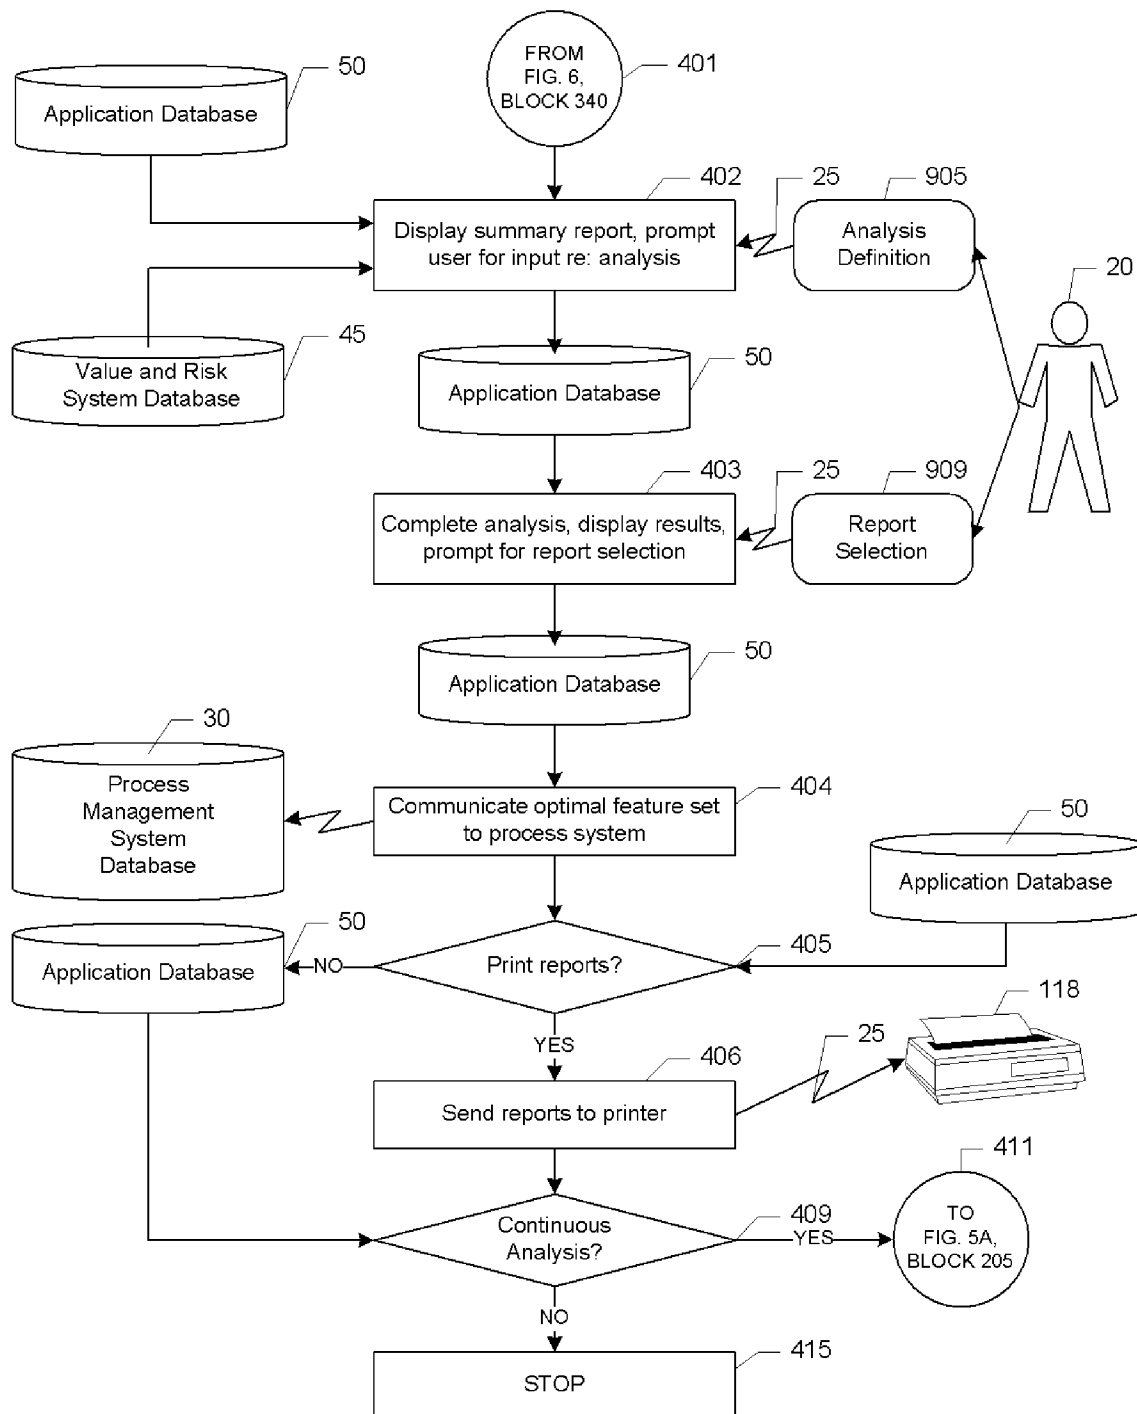 FROM
FIG. 6,
BLOCK 340
401
50
Application Database
402
Display summary report, prompt
user for input re: analysis
25
905
Analysis
Definition
20
45
Value and Risk
System Database
50
Application Database
403
Complete analysis, display results,
prompt for report selection
25
909
Report
Selection
50
Application Database
30
Process
Management
System
Database
404
Communicate optimal feature set
to process system
50
Application Database
50
Application Database
NO
Print reports?
405
YES
406
Send reports to printer
25
118
411
TO
FIG. 5A,
BLOCK 205
Continuous
Analysis?
409
YES
NO
415
STOP